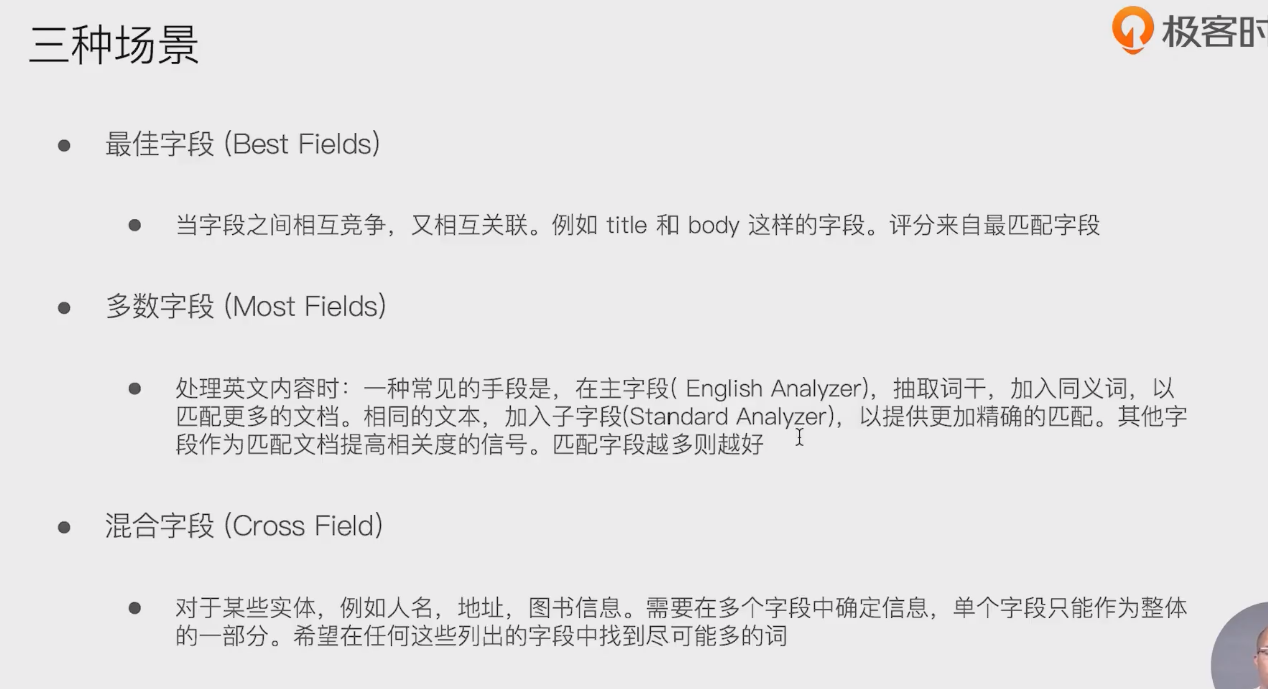 三种场景
极客时
● 最佳字段 (Best Fields)
● 当字段之间相互竞争，又相互关联。例如 title 和 body 这样的字段。评分来自最匹配字段
● 多数字段 (Most Fields)
● 处理英文内容时：一种常见的手段是，在主字段( English Analyzer)，抽取词干，加入同义词，以
匹配更多的文档。相同的文本，加入子字段(Standard Analyzer)，以提供更加精确的匹配。其他字
段作为匹配文档提高相关度的信号。匹配字段越多则越好
● 混合字段 (Cross Field)
● 对于某些实体，例如人名，地址，图书信息。需要在多个字段中确定信息，单个字段只能作为整体
的一部分。希望在任何这些列出的字段中找到尽可能多的词